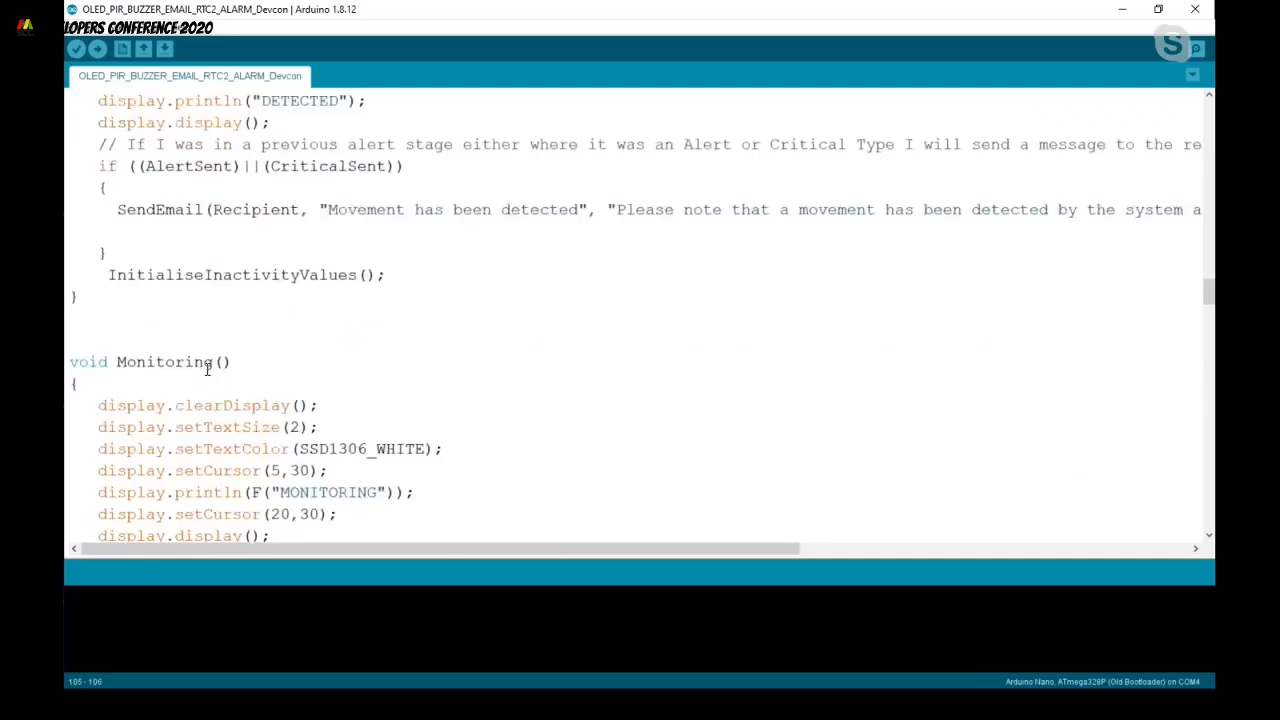 OLED_PIR_BUZZER_EMAIL_RTC2_ALARM_Devcon | Arduino 1.8.12
ELOPERS CONFERENCE 2020
OLED_PIR_BUZZER_EMAIL_RTC2_ALARM_Devcon
display.println("DETECTED");
display.display();
// If I was in a previous alert stage either where it was an Alert or Critical Type I will send a message to the re
if ((AlertSent)||(CriticalSent))
{
SendEmail(Recipient, "Movement has been detected", "Please note that a movement has been detected by the system a
}
InitialiseInactivityValues();
}
void Monitoring()
{
display.clearDisplay();
display.setTextSize(2);
display.setTextColor(SSD1306_WHITE);
display.setCursor(5,30);
display.println(F("MONITORING"));
display.setCursor(20,30);
display.display();
105 - 106
Arduino Nano, ATmega328P (Old Bootloader) on COM4